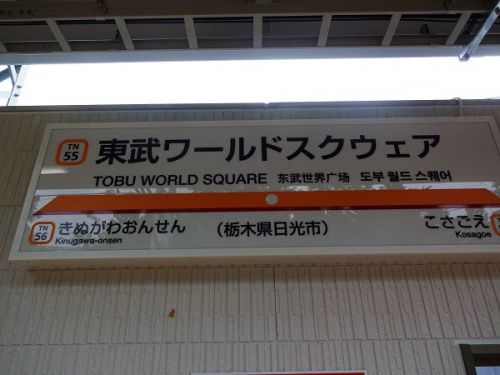 TN 55 東武ワールドスクウェア
TOBU WORLD SQUARE 东武世界广场 도부 월드 스퀘어
TN 56 きぬがわおんせん (栃木県日光市) こさごえ
Kinugawa-onsen Kosagoe